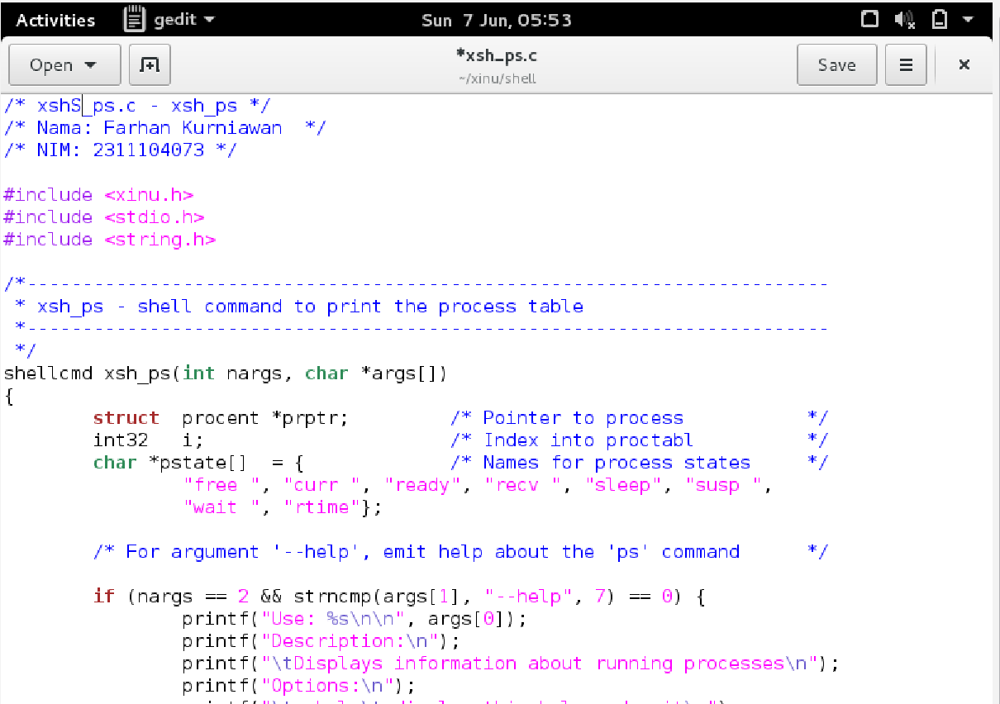 Activities gedit Sun 7 Jun, 05:53
Open *xsh_ps.c Save
~/xinu/shell
/* xshS_ps.c - xsh_ps */
/* Nama: Farhan Kurniawan  */
/* NIM: 2311104073 */
#include <xinu.h>
#include <stdio.h>
#include <string.h>
/*------------------------------------------------------------------------
 * xsh_ps - shell command to print the process table
 *------------------------------------------------------------------------
 */
shellcmd xsh_ps(int nargs, char *args[])
{
        struct  procent *prptr;         /* Pointer to process           */
        int32   i;                      /* Index into proctabl          */
        char *pstate[]  = {             /* Names for process states     */
                "free ", "curr ", "ready", "recv ", "sleep", "susp ",
                "wait ", "rtime"};
        /* For argument '--help', emit help about the 'ps' command      */
        if (nargs == 2 && strncmp(args[1], "--help", 7) == 0) {
                printf("Use: %s\n\n", args[0]);
                printf("Description:\n");
                printf("\tDisplays information about running processes\n");
                printf("Options:\n");